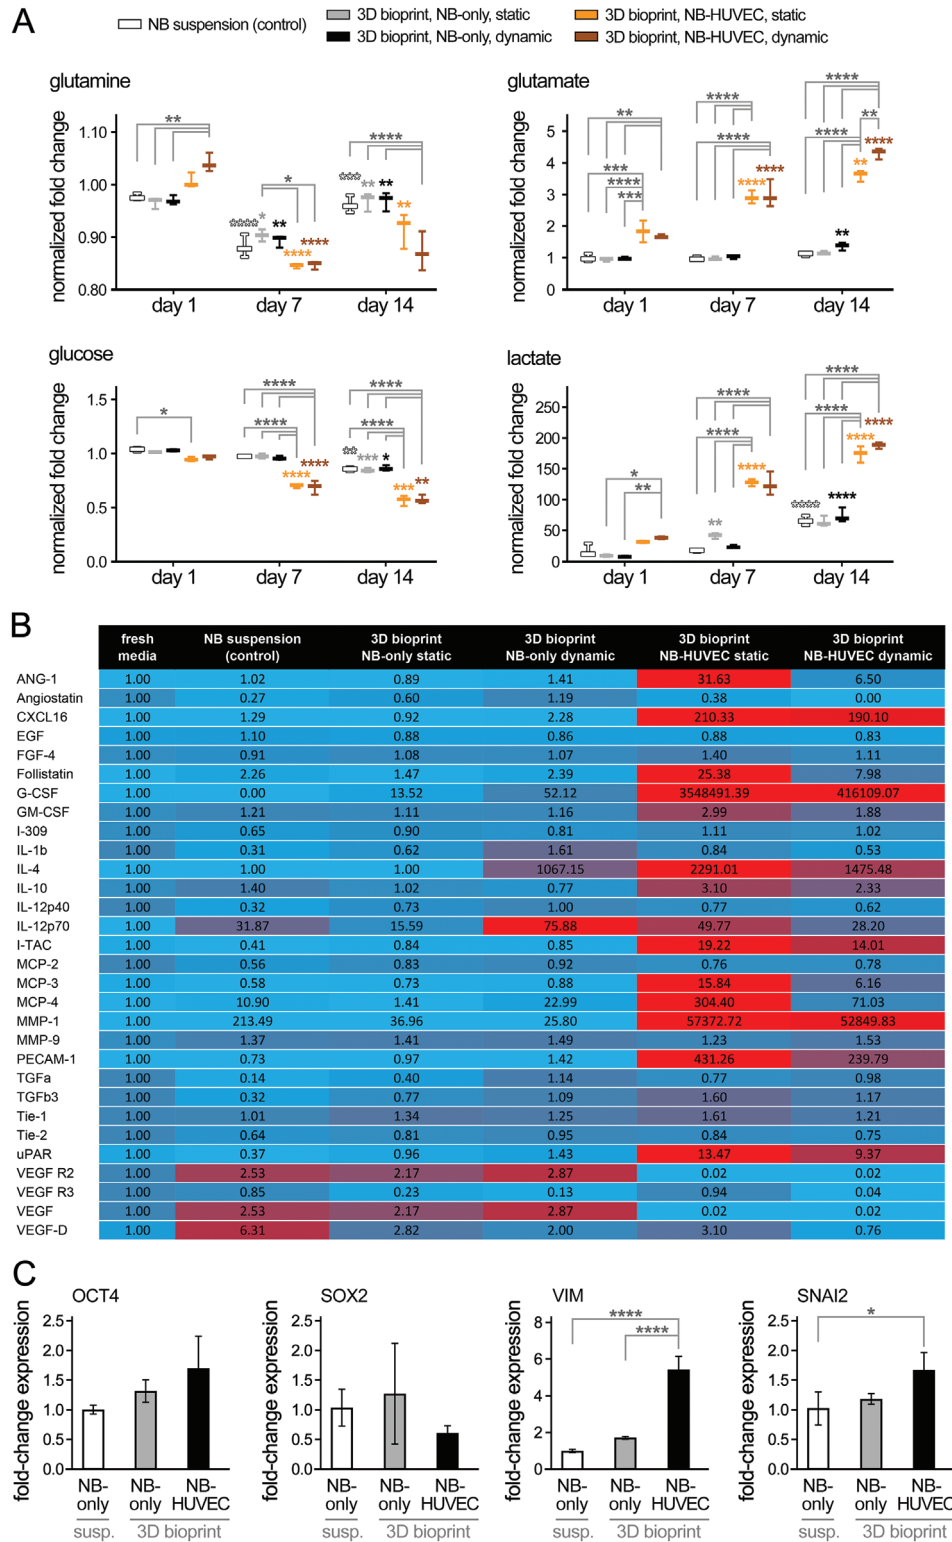 A
NB suspension (control)
3D bioprint, NB-only, static
3D bioprint, NB-only, dynamic
3D bioprint, NB-HUVEC, static
3D bioprint, NB-HUVEC, dynamic
glutamine
normalized fold change
1.10
1.00
0.90
0.80
**
****
*
**
*
****
****
****
***
**
**
**
day 1
day 7
day 14
glutamate
normalized fold change
6
5
4
3
2
1
0
**
***
****
***
****
****
****
****
****
****
**
**
****
**
day 1
day 7
day 14
glucose
normalized fold change
1.5
1.0
0.5
0.0
*
****
****
****
****
****
****
**
***
*
***
**
day 1
day 7
day 14
lactate
normalized fold change
250
200
150
100
50
0
*
**
****
****
**
****
****
****
****
****
****
****
day 1
day 7
day 14
B
fresh media NB suspension (control) 3D bioprint NB-only static 3D bioprint NB-only dynamic 3D bioprint NB-HUVEC static 3D bioprint NB-HUVEC dynamic
ANG-1 1.00 1.02 0.89 1.41 31.63 6.50
Angiostatin 1.00 0.27 0.60 1.19 0.38 0.00
CXCL16 1.00 1.29 0.92 2.28 210.33 190.10
EGF 1.00 1.10 0.88 0.86 0.88 0.83
FGF-4 1.00 0.91 1.08 1.07 1.40 1.11
Follistatin 1.00 2.26 1.47 2.39 25.38 7.98
G-CSF 1.00 0.00 13.52 52.12 3548491.39 416109.07
GM-CSF 1.00 1.21 1.11 1.16 2.99 1.88
I-309 1.00 0.65 0.90 0.81 1.11 1.02
IL-1b 1.00 0.31 0.62 1.61 0.84 0.53
IL-4 1.00 1.00 1.00 1067.15 2291.01 1475.48
IL-10 1.00 1.40 1.02 0.77 3.10 2.33
IL-12p40 1.00 0.32 0.73 1.00 0.77 0.62
IL-12p70 1.00 31.87 15.59 75.88 49.77 28.20
I-TAC 1.00 0.41 0.84 0.85 19.22 14.01
MCP-2 1.00 0.56 0.83 0.92 0.76 0.78
MCP-3 1.00 0.58 0.73 0.88 15.84 6.16
MCP-4 1.00 10.90 1.41 22.99 304.40 71.03
MMP-1 1.00 213.49 36.96 25.80 57372.72 52849.83
MMP-9 1.00 1.37 1.41 1.49 1.23 1.53
PECAM-1 1.00 0.73 0.97 1.42 431.26 239.79
TGFa 1.00 0.14 0.40 1.14 0.77 0.98
TGFb3 1.00 0.32 0.77 1.09 1.60 1.17
Tie-1 1.00 1.01 1.34 1.25 1.61 1.21
Tie-2 1.00 0.64 0.81 0.95 0.84 0.75
uPAR 1.00 0.37 0.96 1.43 13.47 9.37
VEGF R2 1.00 2.53 2.17 2.87 0.02 0.02
VEGF R3 1.00 0.85 0.23 0.13 0.94 0.04
VEGF 1.00 2.53 2.17 2.87 0.02 0.02
VEGF-D 1.00 6.31 2.82 2.00 3.10 0.76
C
OCT4
fold-change expression
2.5
2.0
1.5
1.0
0.5
0.0
NB-only NB-only NB-HUVEC
susp. 3D bioprint
SOX2
fold-change expression
2.5
2.0
1.5
1.0
0.5
0.0
NB-only NB-only NB-HUVEC
susp. 3D bioprint
VIM
fold-change expression
8
6
4
2
0
****
****
NB-only NB-only NB-HUVEC
susp. 3D bioprint
SNAI2
fold-change expression
2.5
2.0
1.5
1.0
0.5
0.0
*
NB-only NB-only NB-HUVEC
susp. 3D bioprint